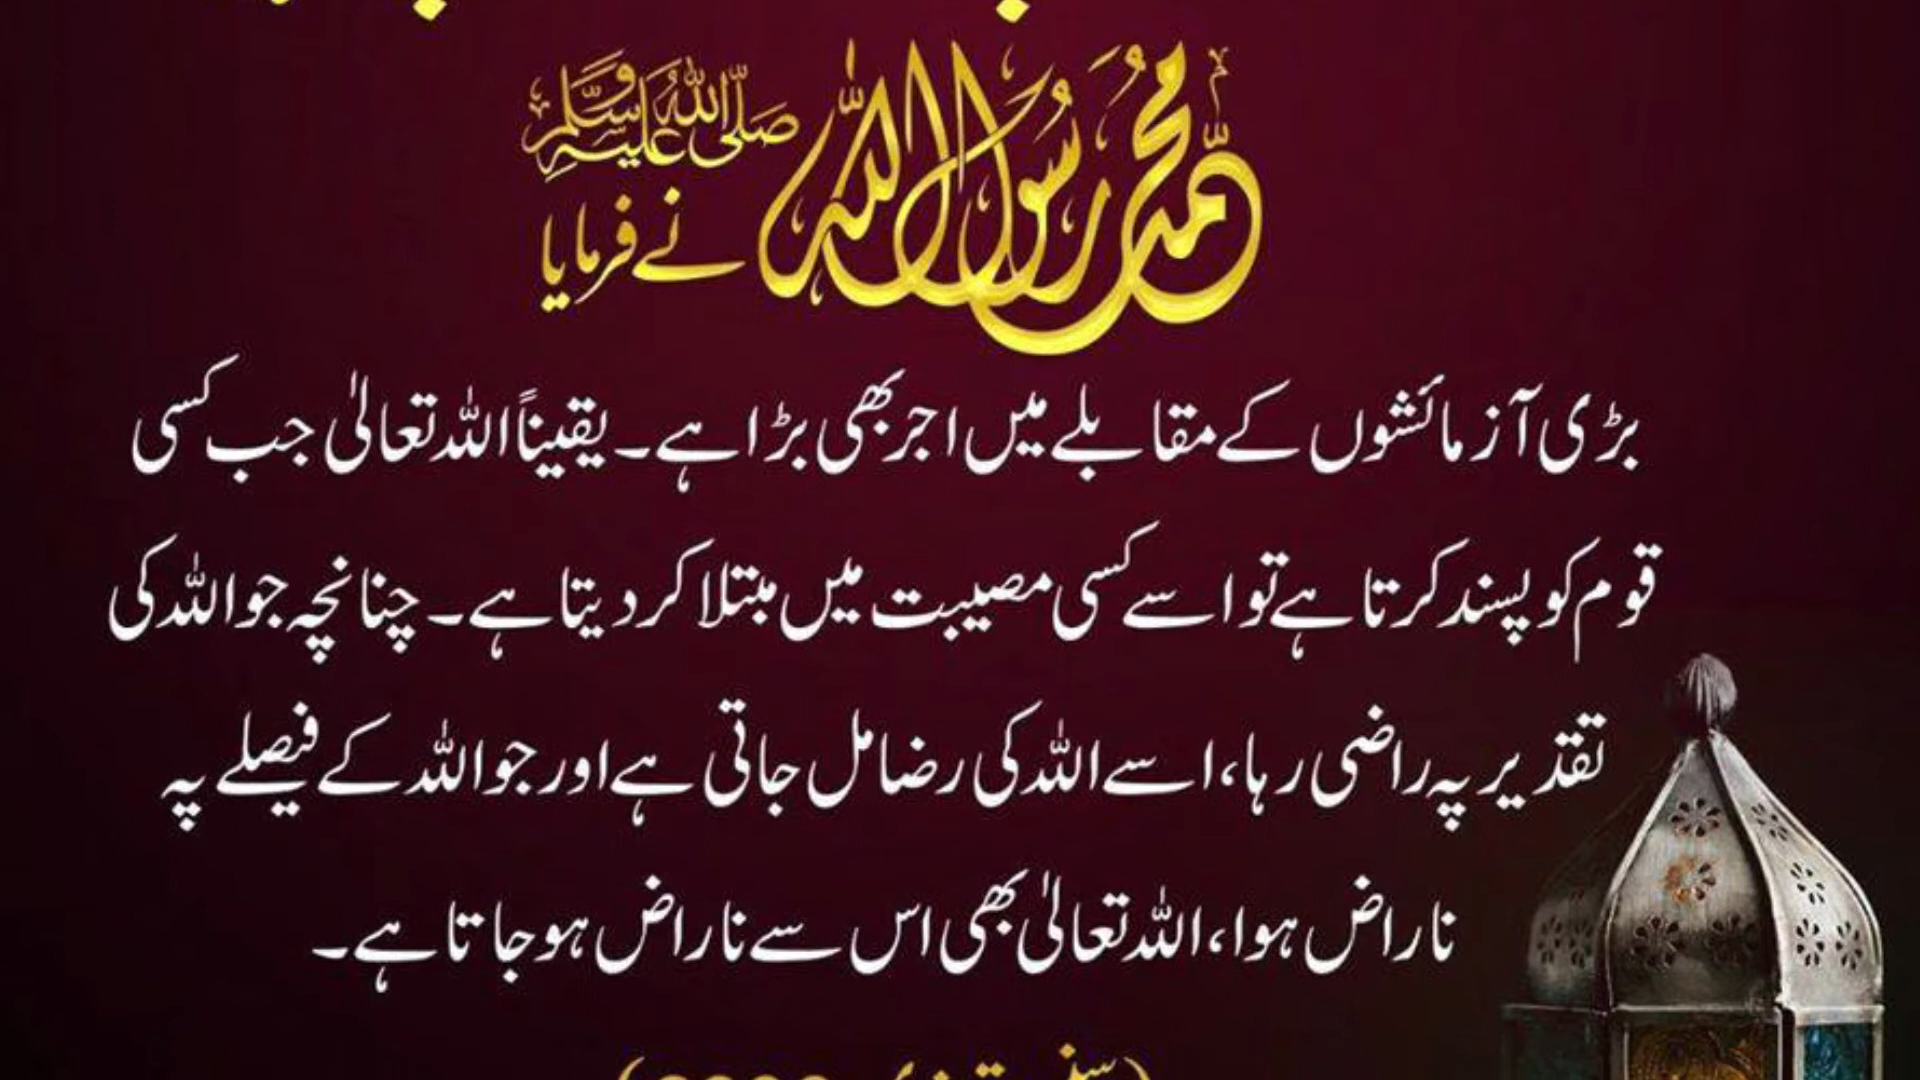 محمد رسول اللہ صلی اللہ علیہ وسلم
نے فرمایا
بڑی آزمائشوں کے مقابلے میں اجر بھی بڑا ہے۔ یقیناً اللہ تعالیٰ جب کسی
قوم کو پسند کرتا ہے تو اسے کسی مصیبت میں مبتلا کر دیتا ہے۔ چنانچہ جو اللہ کی
تقدیر پہ راضی رہا، اسے اللہ کی رضا مل جاتی ہے اور جو اللہ کے فیصلے پہ
ناراض ہوا، اللہ تعالیٰ بھی اس سے ناراض ہو جاتا ہے۔